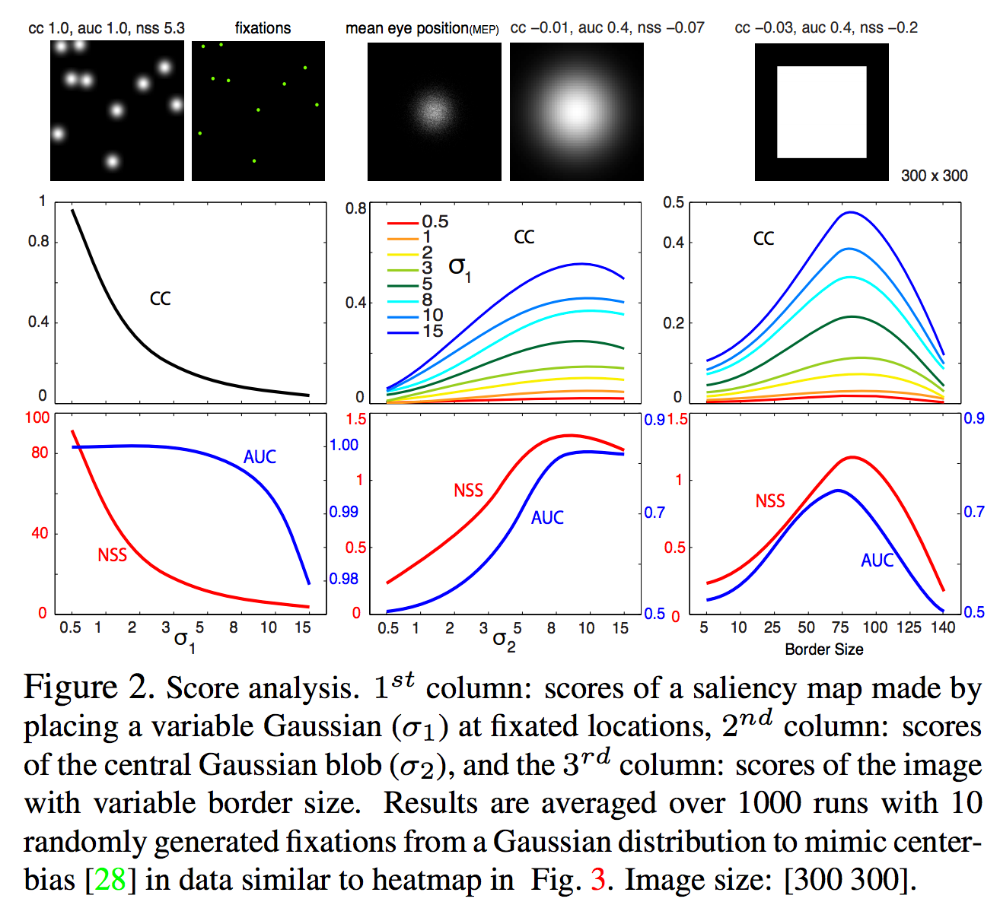 cc 1.0, auc 1.0, nss 5.3
fixations
mean eye position(MEP)
cc –0.01, auc 0.4, nss –0.07
cc –0.03, auc 0.4, nss –0.2
300 x 300
1
0.8
0.4
0
CC
0.8
0.4
0
0.5
1
2
3
5
8
10
15
σ1
CC
0.5
0.4
0.2
0
CC
100
80
40
0
NSS
AUC
1.00
0.99
0.98
0.5 1 2 3 5 8 10 15
σ1
1.5
1
0.5
0
NSS
AUC
0.9
0.7
0.5
0.5 1 2 3 5 8 10 15
σ2
1.5
1
0.5
0
NSS
AUC
0.9
0.7
0.5
5 10 25 50 75 100 125 140
Border Size
Figure 2. Score analysis. 1st column: scores of a saliency map made by
placing a variable Gaussian (σ1) at fixated locations, 2nd column: scores
of the central Gaussian blob (σ2), and the 3rd column: scores of the image
with variable border size. Results are averaged over 1000 runs with 10
randomly generated fixations from a Gaussian distribution to mimic center-
bias [28] in data similar to heatmap in Fig. 3. Image size: [300 300].